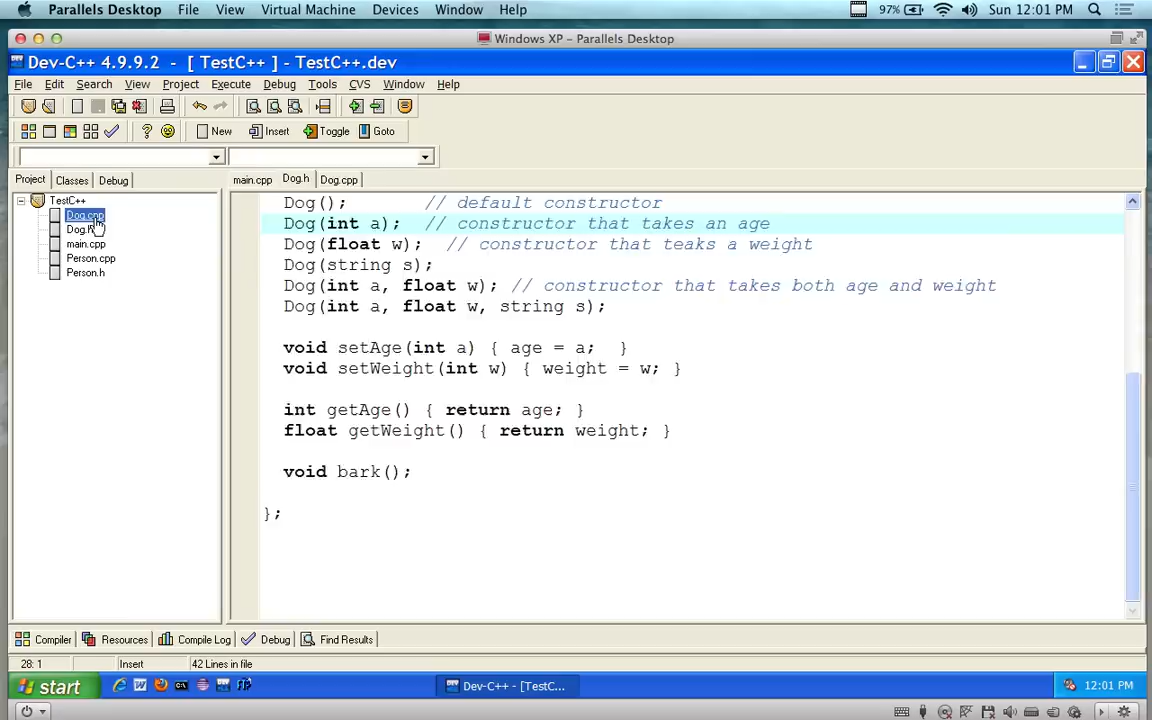 Parallels Desktop File View Virtual Machine Devices Window Help 97% Sun 12:01 PM
Windows XP – Parallels Desktop
Dev-C++ 4.9.9.2 - [ TestC++ ] - TestC++.dev
File Edit Search View Project Execute Debug Tools CVS Window Help
New Insert Toggle Goto
Project Classes Debug
main.cpp Dog.h Dog.cpp
TestC++
Dog.cpp
Dog.h
main.cpp
Person.cpp
Person.h
Dog(); // default constructor
Dog(int a); // constructor that takes an age
Dog(float w); // constructor that teaks a weight
Dog(string s);
Dog(int a, float w); // constructor that takes both age and weight
Dog(int a, float w, string s);
void setAge(int a) { age = a; }
void setWeight(int w) { weight = w; }
int getAge() { return age; }
float getWeight() { return weight; }
void bark();
};
Compiler Resources Compile Log Debug Find Results
28: 1 Insert 42 Lines in file
start Dev-C++ - [TestC... 12:01 PM